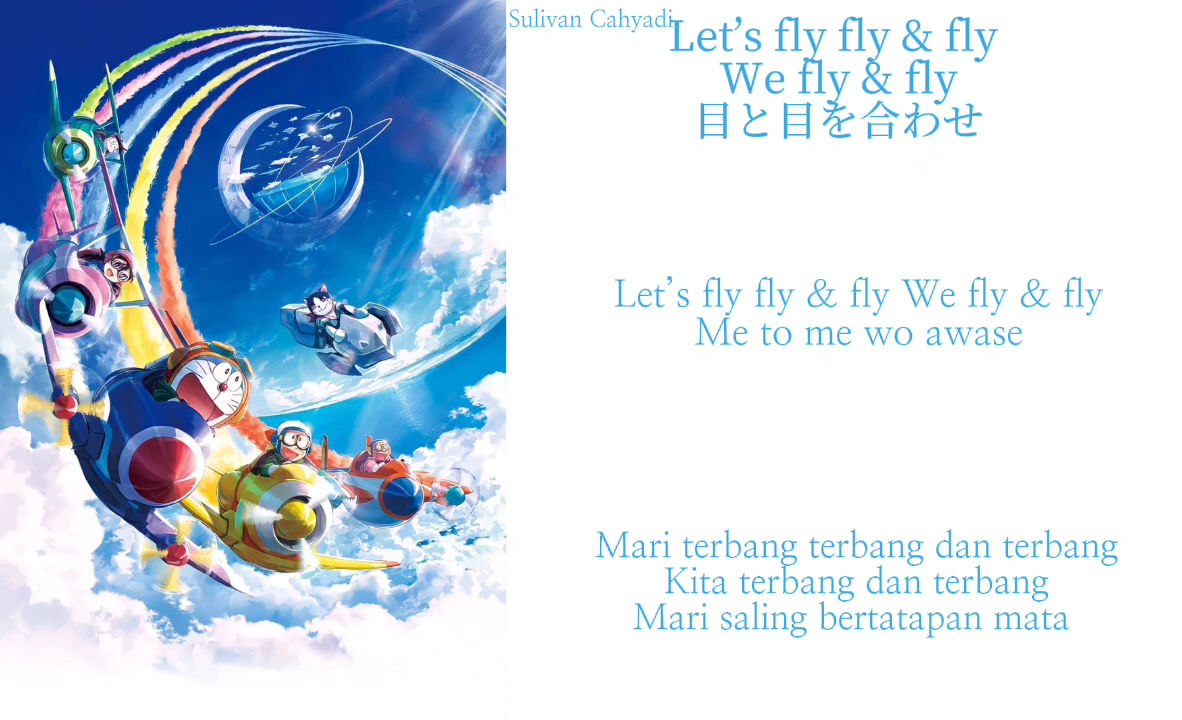 Sulivan Cahyadi
Let’s fly fly & fly
We fly & fly
目と目を合わせ
Let’s fly fly & fly We fly & fly
Me to me wo awase
Mari terbang terbang dan terbang
Kita terbang dan terbang
Mari saling bertatapan mata